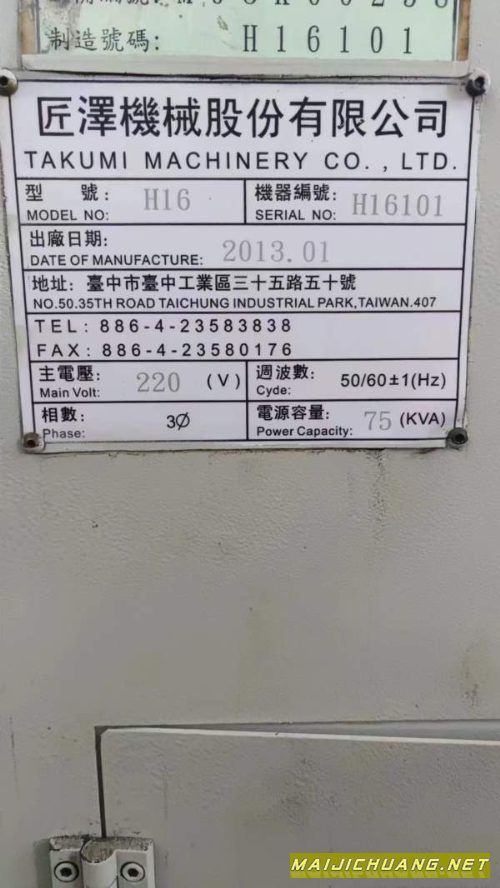 製造號碼: H16101
匠澤機械股份有限公司
TAKUMI MACHINERY CO., LTD.
型 號: H16 機器編號: H16101
MODEL NO: SERIAL NO:
出廠日期:
DATE OF MANUFACTURE: 2013.01
地址: 臺中市臺中工業區三十五路五十號
NO.50.35TH ROAD TAICHUNG INDUSTRIAL PARK,TAIWAN.407
TEL: 886-4-23583838
FAX: 886-4-23580176
主電壓: 220 (V) 週波數: 50/60±1(Hz)
Main Volt: Cyde:
相數: 3Ø 電源容量: 75 (KVA)
Phase: Power Capacity:
MAIJICHUANG.NET